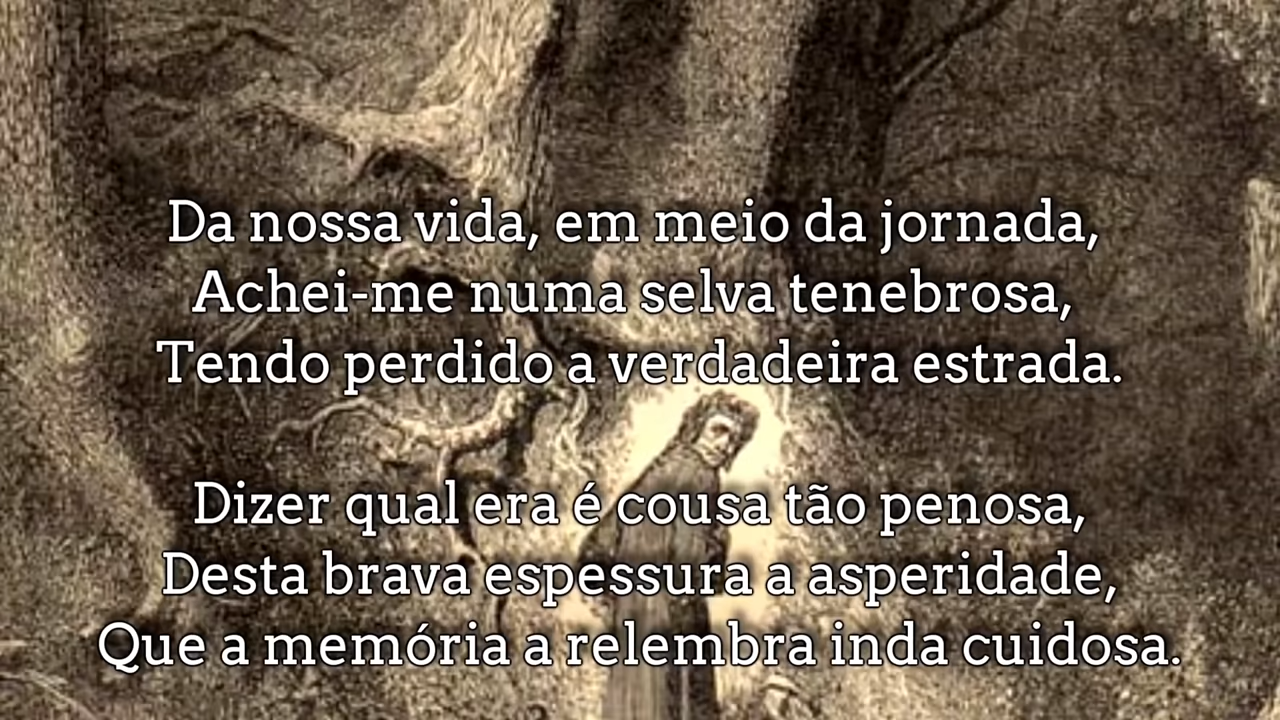 Da nossa vida, em meio da jornada,
Achei-me numa selva tenebrosa,
Tendo perdido a verdadeira estrada.
Dizer qual era é cousa tão penosa,
Desta brava espessura a asperidade,
Que a memória a relembra inda cuidosa.